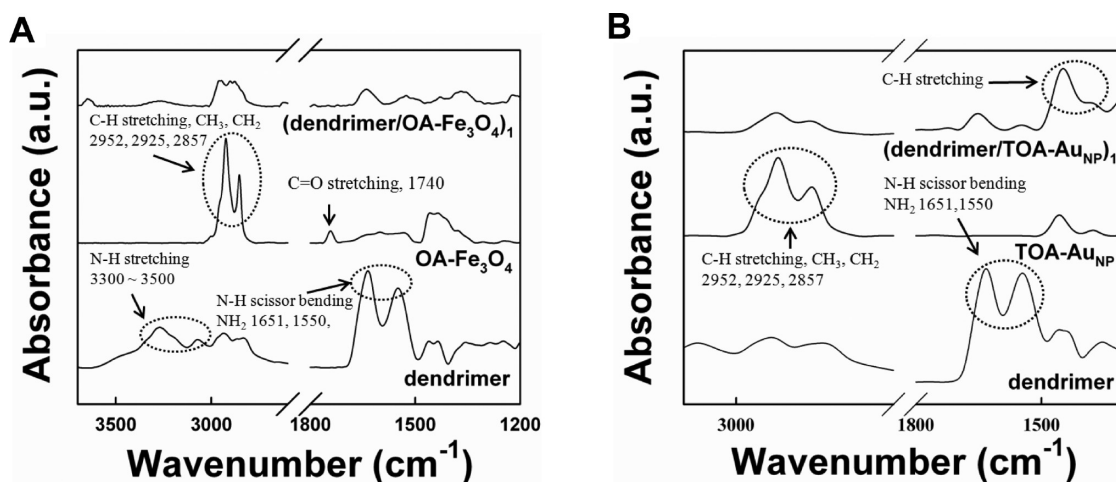 A
Absorbance (a.u.)
(dendrimer/OA-Fe3O4)1
C-H stretching, CH3, CH2
2952, 2925, 2857
C=O stretching, 1740
OA-Fe3O4
N-H stretching
3300 ~ 3500
N-H scissor bending
NH2 1651, 1550,
dendrimer
3500 3000 1800 1500 1200
Wavenumber (cm-1)
B
Absorbance (a.u.)
C-H stretching
(dendrimer/TOA-AuNP)1
N-H scissor bending
NH2 1651,1550
C-H stretching, CH3, CH2
2952, 2925, 2857
TOA-AuNP
dendrimer
3000 1800 1500
Wavenumber (cm-1)